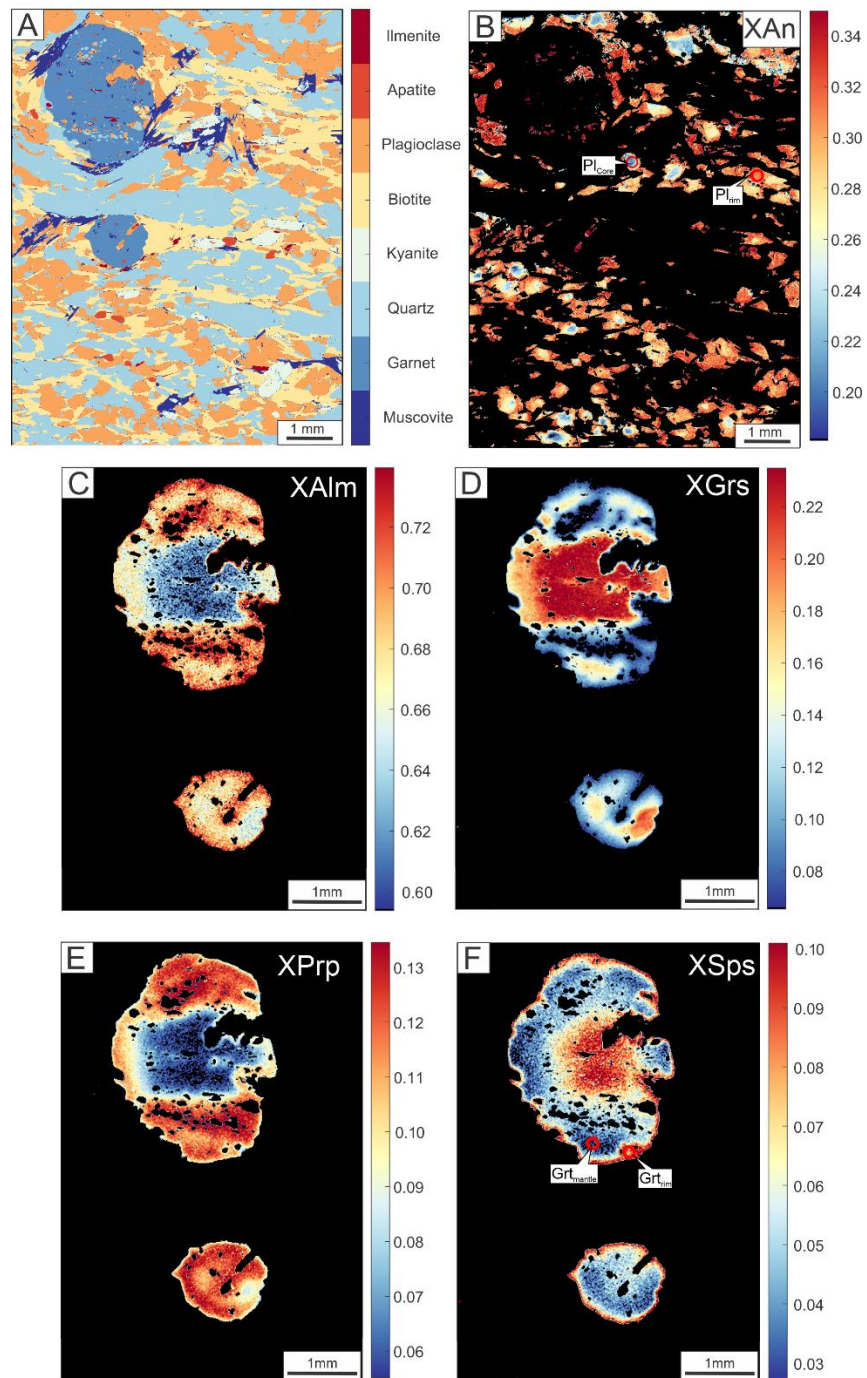 A
Ilmenite
Apatite
Plagioclase
Biotite
Kyanite
Quartz
Garnet
Muscovite
1 mm
B
XAn
PlCore
Plrim
0.34
0.32
0.30
0.28
0.26
0.24
0.22
0.20
1 mm
C
XAlm
0.72
0.70
0.68
0.66
0.64
0.62
0.60
1mm
D
XGrs
0.22
0.20
0.18
0.16
0.14
0.12
0.10
0.08
1mm
E
XPrp
0.13
0.12
0.11
0.10
0.09
0.08
0.07
0.06
1mm
F
XSps
Grtmantle
Grtrim
0.10
0.09
0.08
0.07
0.06
0.05
0.04
0.03
1mm